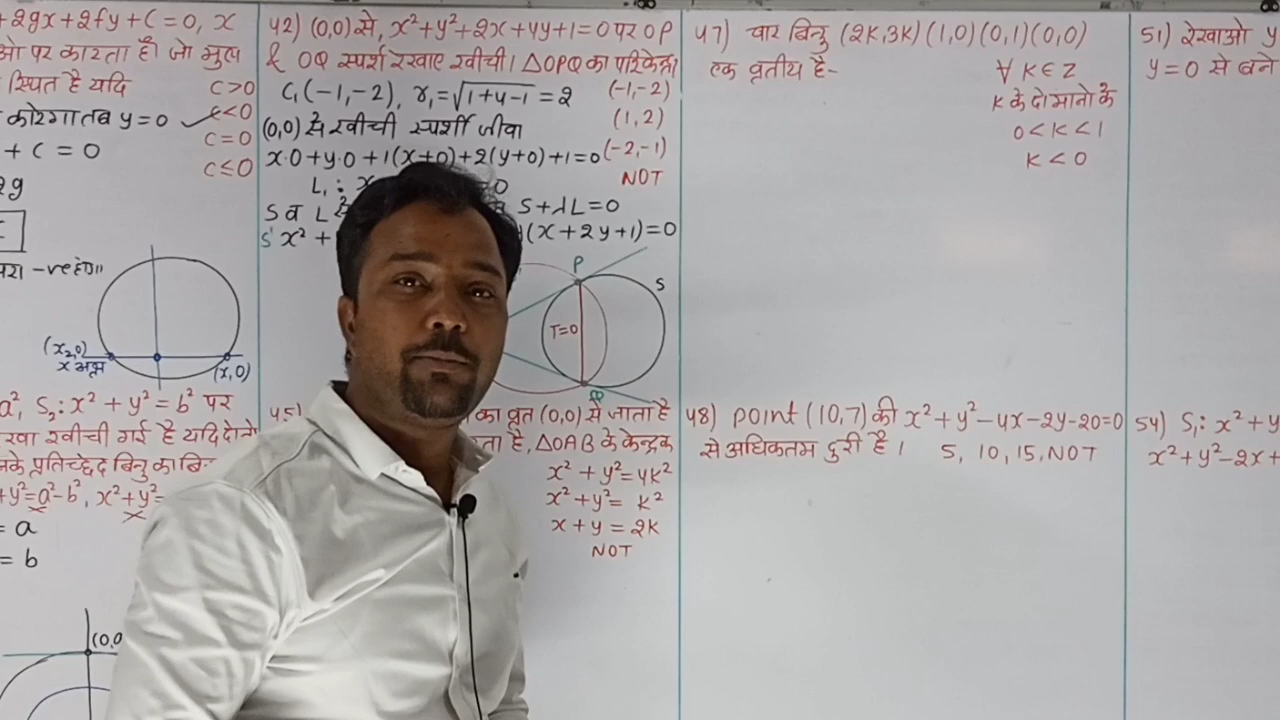 +2gx+2fy+c=0, x
ओ पर काटता है। जो मुल
स्थित है यदि
c>0
करेगा तब y=0
c<0
c=0
+ c = 0
c≤0
2g
-ve होगा
(x₂,0)
x अक्ष
(x,0)
a², S₂: x² + y² = b² पर
रेखा खींची गई है यदि दोनो
के प्रतिच्छेद बिन्दु का बि
+y²=a²-b², x²+y²=
= a
= b
(0,0
42) (0,0) से, x²+y²+2x+4y+1=0 पर OP
& OQ स्पर्श रेखाए खींची। △OPQ का परिकेन्द्र
C₁(-1,-2), r₁=√1+4-1 = 2
(-1,-2)
(1,2)
(0,0) से खींची स्पर्शी जीवा
x·0+y·0+1(x+0)+2(y+0)+1=0
(-2,-1)
NOT
L₁: x
=0
S व L से
S+λL=0
S' x² +
(x+2y+1)=0
P
S
T=0
45)
का वृत (0,0) से जाता है
ता है, △OAB के केन्द्रक
x² + y² = 4k²
x² + y² = k²
x + y = 2k
NOT
47) चार बिन्दु (2k,3k) (1,0) (0,1) (0,0)
एक वृतीय है-
∀ k∈Z
k के दो मानो के
0<k<1
k<0
48) point (10,7) की x²+y²-4x-2y-20=0
से अधिकतम दुरी है। 5, 10, 15, NOT
51) रेखाओ y
y=0 से बने
54) S₁: x²+y
x²+y²-2x+